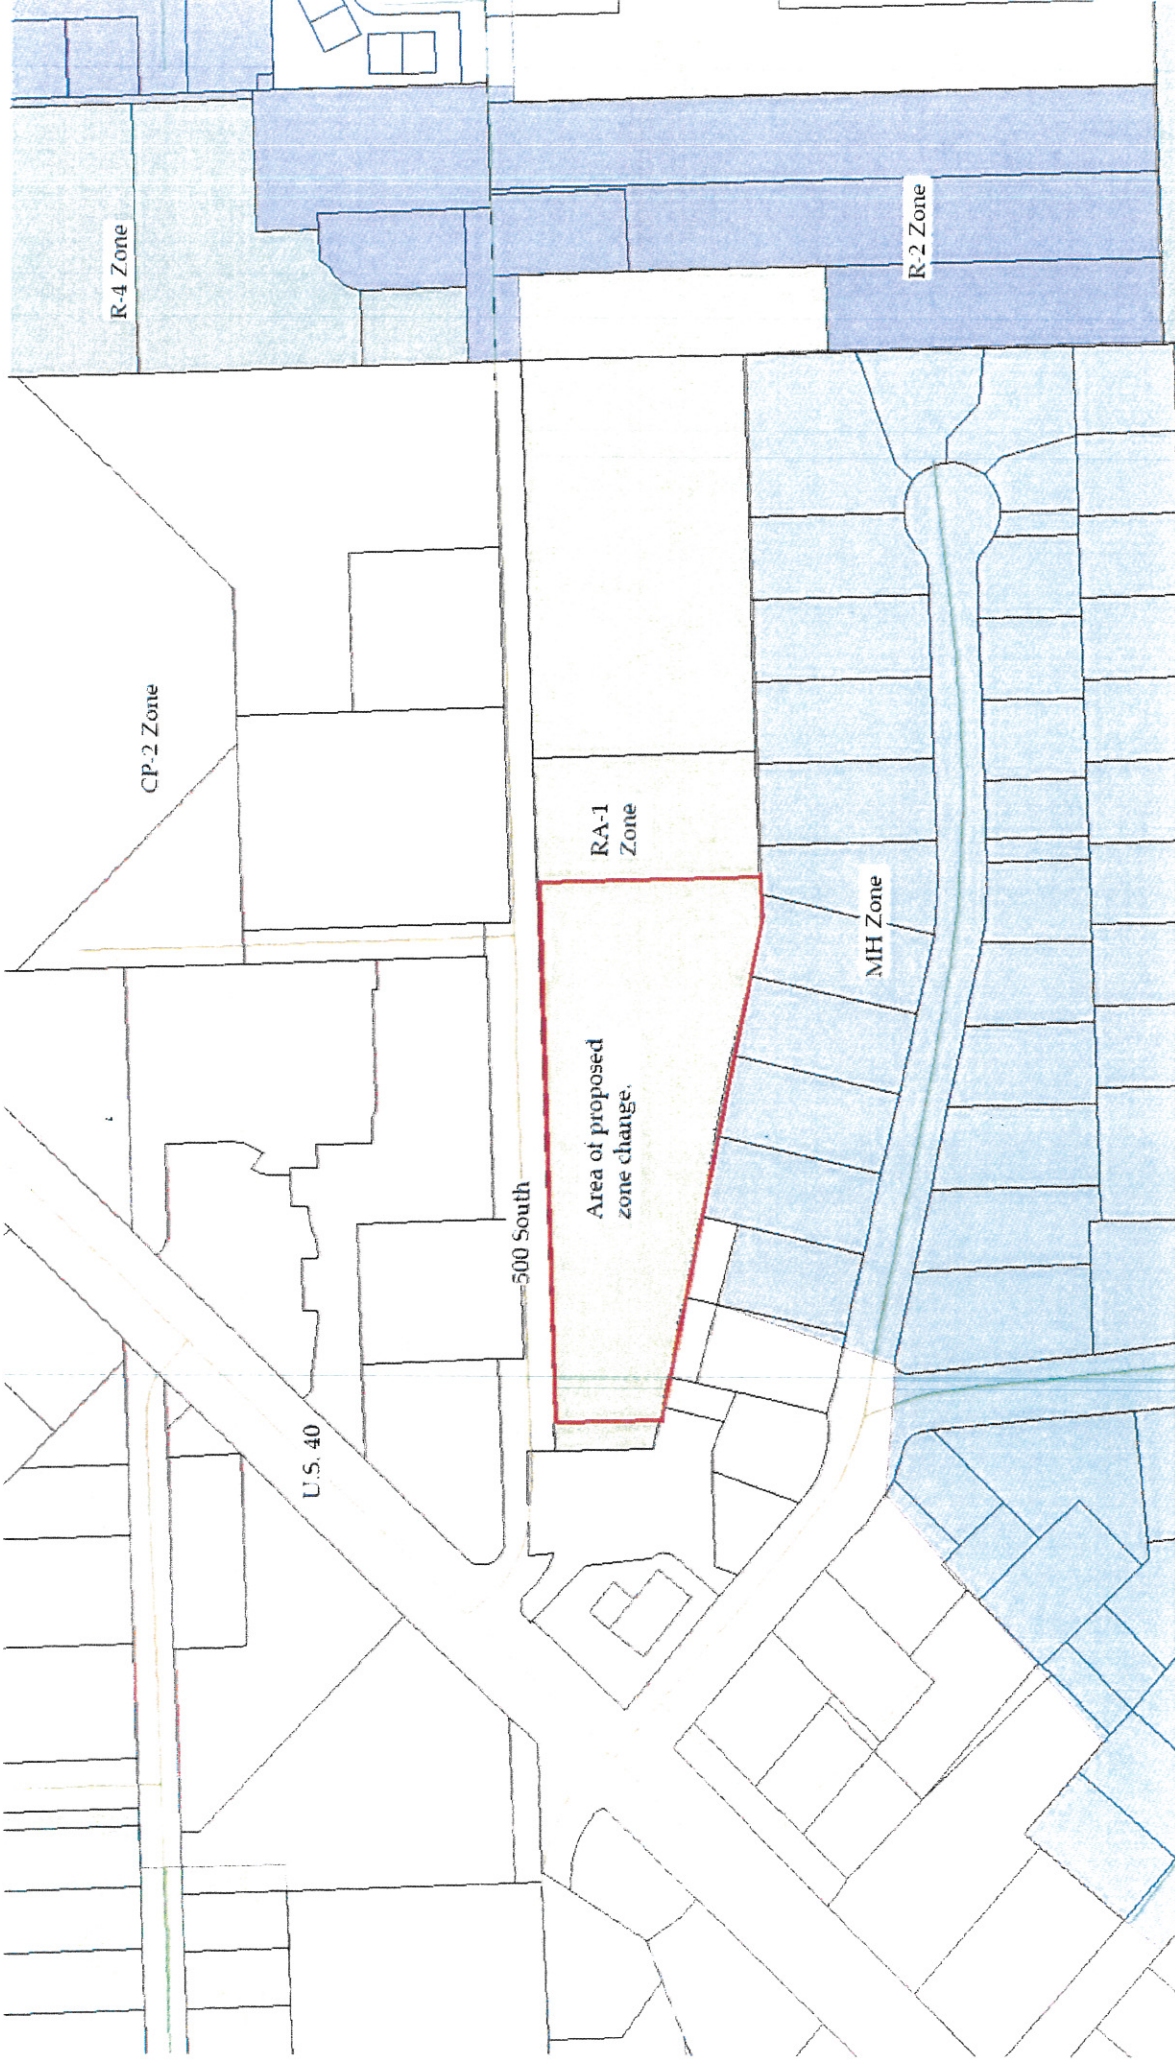 R-4 Zone
CP-2 Zone
U.S. 40
500 South
Area of proposed
zone change.
RA-1
Zone
MH Zone
R-2 Zone